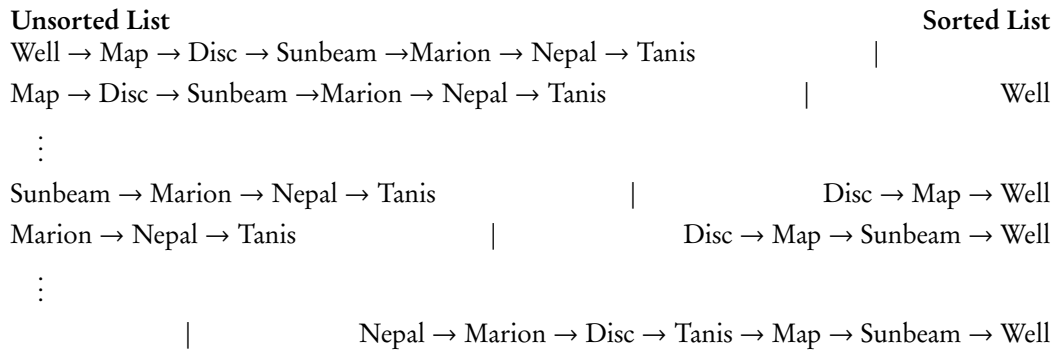 Unsorted List Sorted List
Well → Map → Disc → Sunbeam →Marion → Nepal → Tanis |
Map → Disc → Sunbeam →Marion → Nepal → Tanis | Well
⋮
Sunbeam → Marion → Nepal → Tanis | Disc → Map → Well
Marion → Nepal → Tanis | Disc → Map → Sunbeam → Well
⋮
| Nepal → Marion → Disc → Tanis → Map → Sunbeam → Well